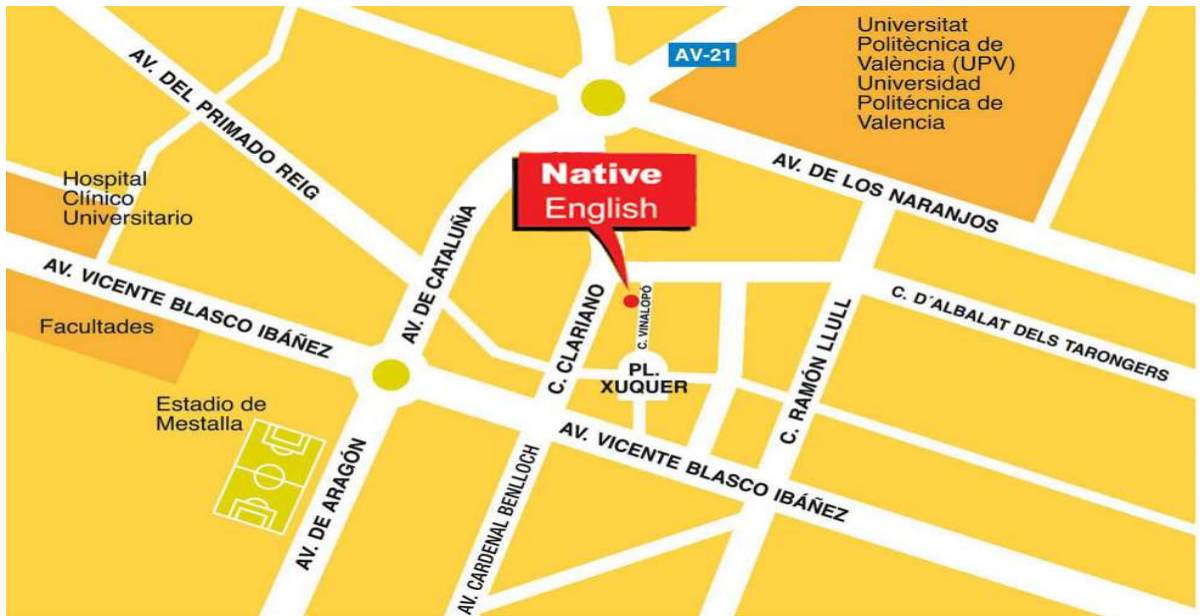 Universitat
Politècnica de
València (UPV)
Universidad
Politécnica de
Valencia
AV-21
AV. DEL PRIMADO REIG
AV. DE LOS NARANJOS
Native
English
Hospital
Clínico
Universitario
AV. DE CATALUÑA
AV. VICENTE BLASCO IBÁÑEZ
C. CLARIANO
C. VINALOPÓ
C. D´ALBALAT DELS TARONGERS
C. RAMÓN LLULL
Facultades
PL.
XUQUER
Estadio de
Mestalla
AV. VICENTE BLASCO IBÁÑEZ
AV. DE ARAGÓN
AV. CARDENAL BENLLOCH